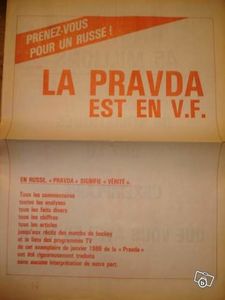 PRENEZ-VOUS
POUR UN RUSSE !
LA PRAVDA
EST EN V.F.
EN RUSSE, « PRAVDA » SIGNIFIE « VÉRITÉ ».
Tous les commentaires
toutes les analyses
tous les faits divers
tous les chiffres
tous les articles
jusqu'aux récits des matchs de hockey
et la liste des programmes TV
de cet exemplaire de janvier 1988 de la « Pravda »
ont été rigoureusement traduits
sans aucune interprétation de notre part.